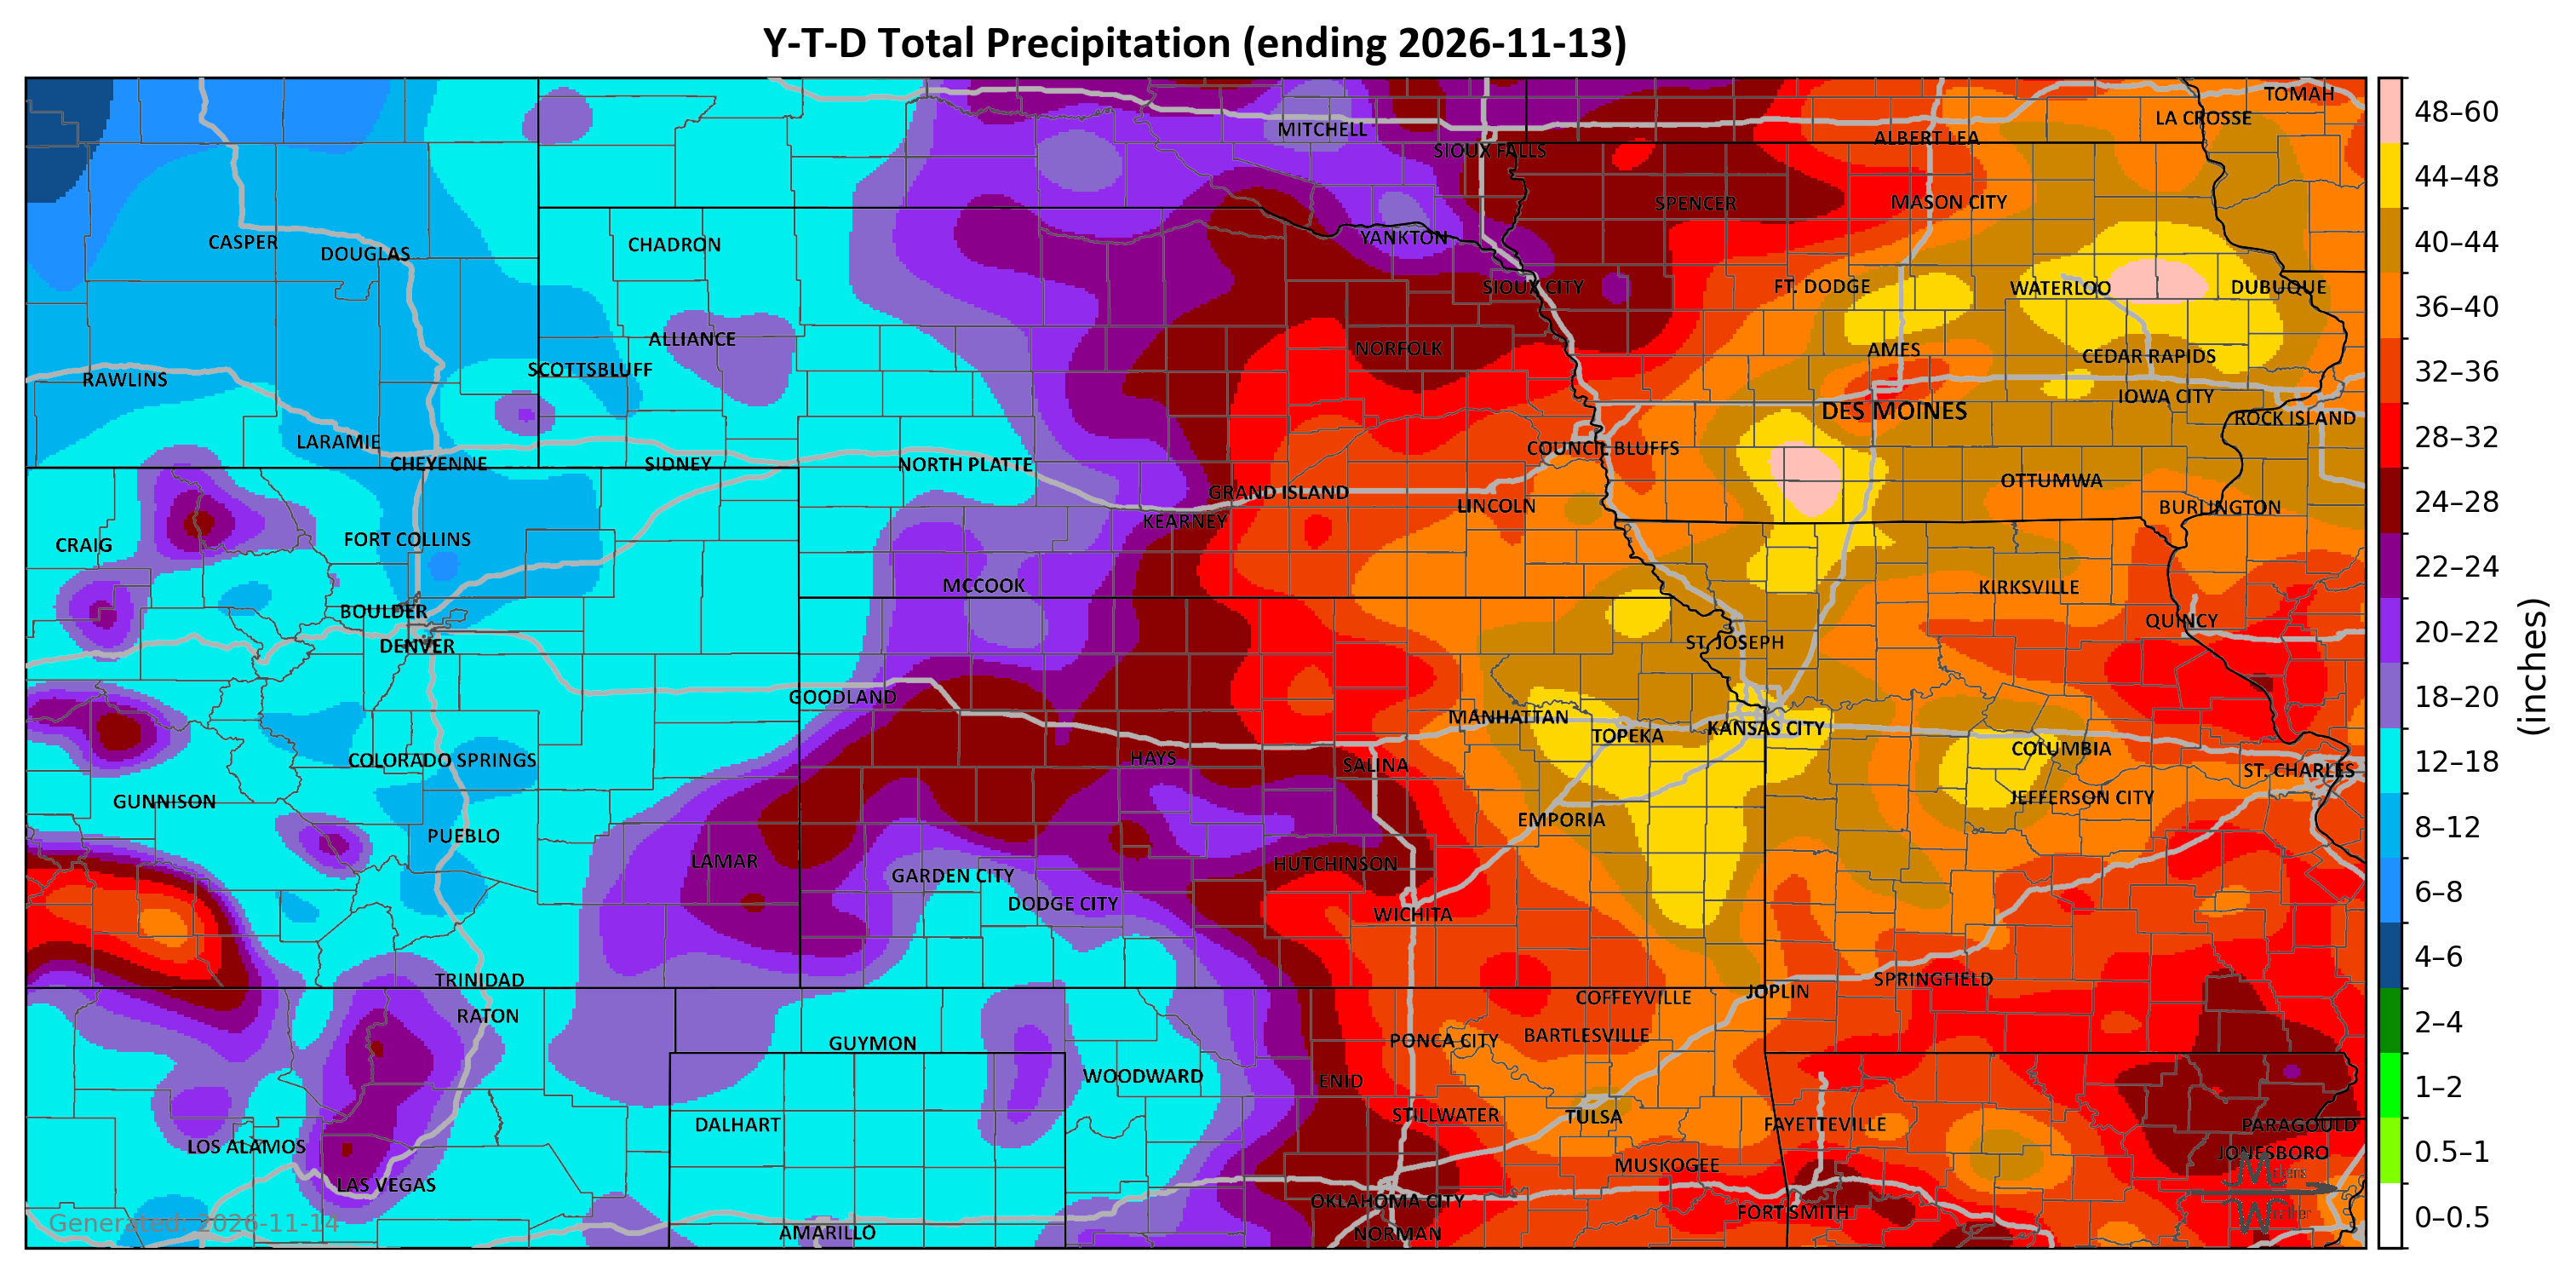 Y-T-D Total Precipitation (ending 2026-11-13)
TOMAH
LA CROSSE
MITCHELL
ALBERT LEA
SIOUX FALLS
SPENCER
MASON CITY
CASPER
DOUGLAS
CHADRON
YANKTON
SIOUX CITY
FT. DODGE
WATERLOO
DUBUQUE
ALLIANCE
NORFOLK
AMES
CEDAR RAPIDS
RAWLINS
SCOTTSBLUFF
IOWA CITY
DES MOINES
ROCK ISLAND
LARAMIE
CHEYENNE
SIDNEY
NORTH PLATTE
COUNCIL BLUFFS
GRAND ISLAND
LINCOLN
OTTUMWA
BURLINGTON
KEARNEY
CRAIG
FORT COLLINS
MCCOOK
KIRKSVILLE
BOULDER
QUINCY
DENVER
ST. JOSEPH
GOODLAND
MANHATTAN
TOPEKA
KANSAS CITY
COLUMBIA
COLORADO SPRINGS
HAYS
SALINA
ST. CHARLES
GUNNISON
JEFFERSON CITY
PUEBLO
EMPORIA
LAMAR
HUTCHINSON
GARDEN CITY
DODGE CITY
WICHITA
TRINIDAD
SPRINGFIELD
COFFEYVILLE
JOPLIN
RATON
GUYMON
PONCA CITY
BARTLESVILLE
WOODWARD
ENID
DALHART
STILLWATER
TULSA
FAYETTEVILLE
PARAGOULD
LOS ALAMOS
JONESBORO
MUSKOGEE
LAS VEGAS
OKLAHOMA CITY
FORT SMITH
AMARILLO
NORMAN
Generated: 2026-11-14
48–60
44–48
40–44
36–40
32–36
28–32
24–28
22–24
20–22
18–20
12–18
8–12
6–8
4–6
2–4
1–2
0.5–1
0–0.5
(inches)